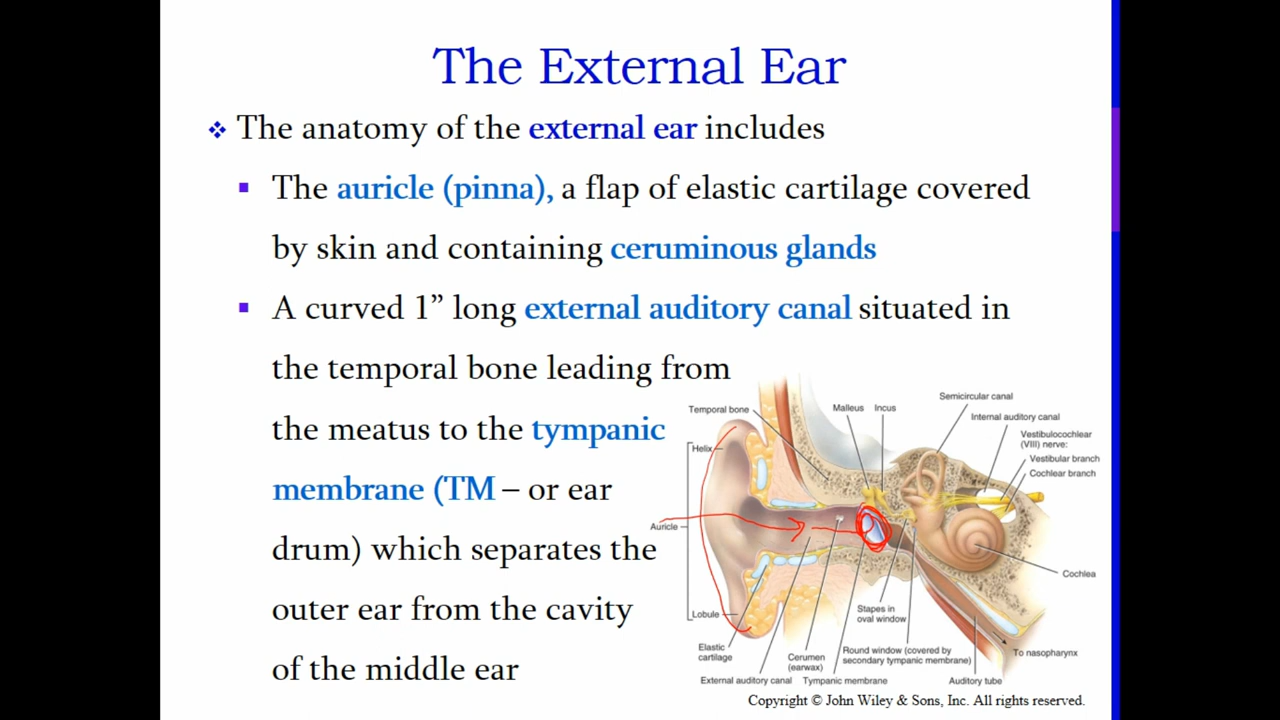 The External Ear
❖ The anatomy of the external ear includes
▪ The auricle (pinna), a flap of elastic cartilage covered
by skin and containing ceruminous glands
▪ A curved 1” long external auditory canal situated in
the temporal bone leading from
the meatus to the tympanic
membrane (TM – or ear
drum) which separates the
outer ear from the cavity
of the middle ear
Semicircular canal
Temporal bone
Malleus
Incus
Internal auditory canal
Vestibulocochlear
(VIII) nerve:
Helix
Vestibular branch
Cochlear branch
Auricle
Cochlea
Lobule
Stapes in
oval window
Elastic
cartilage
Cerumen
(earwax)
Round window (covered by
secondary tympanic membrane)
To nasopharynx
External auditory canal
Tympanic membrane
Auditory tube
Copyright © John Wiley & Sons, Inc. All rights reserved.